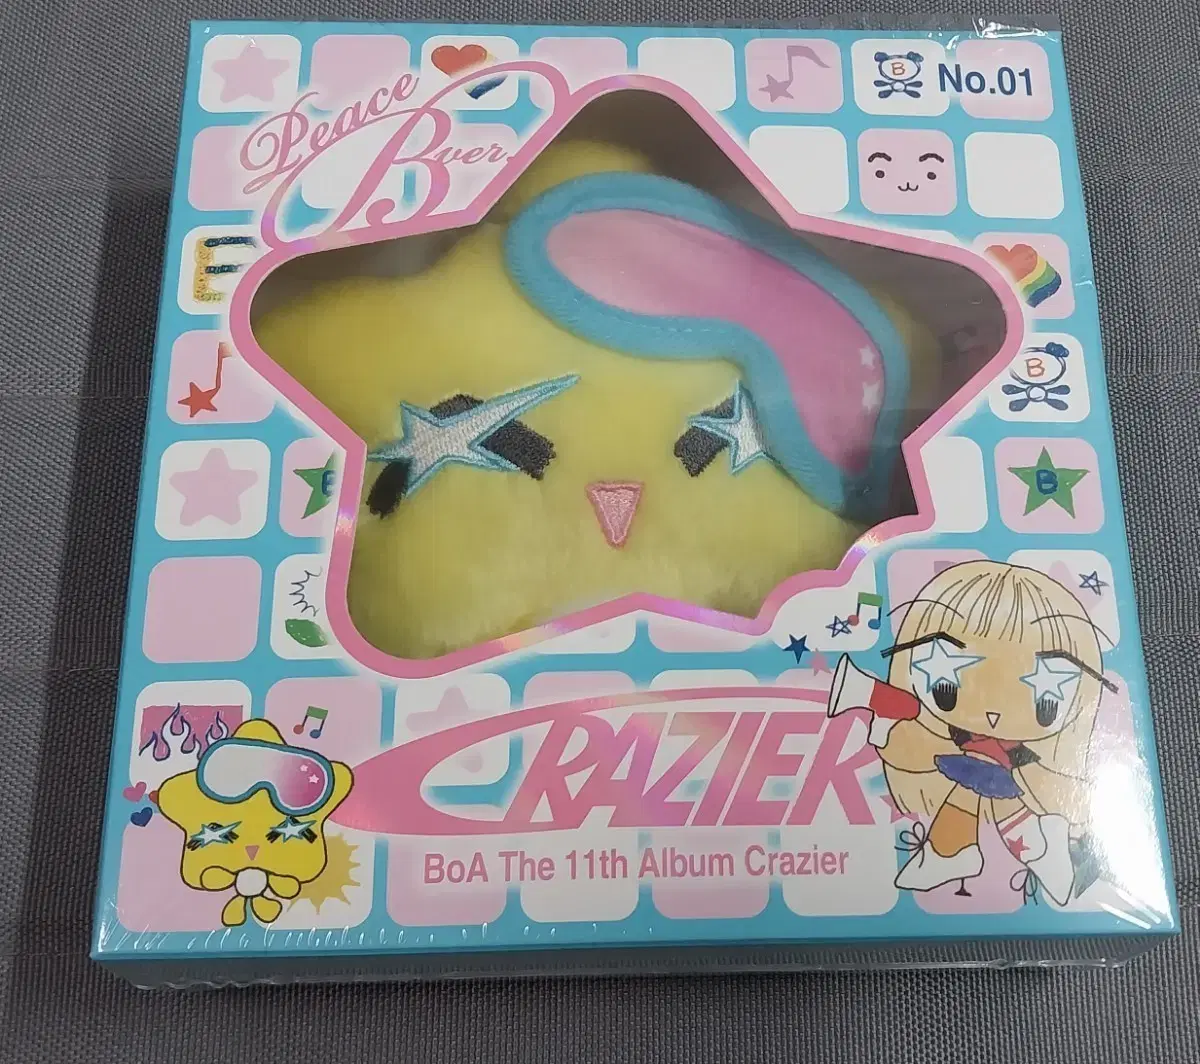 Peace
B ver.
B
No.01
E
B
B
B
CRAZIER
BoA The 11th Album Crazier